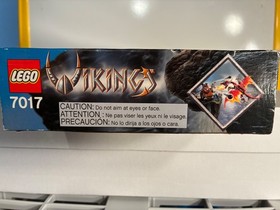 LEGO
VIKINGS
7017
CAUTION: Do not aim at eyes or face.
ATTENTION : Ne pas viser les yeux ni le visage.
PRECAUCIÓN: No lo dirija a los ojos o cara.